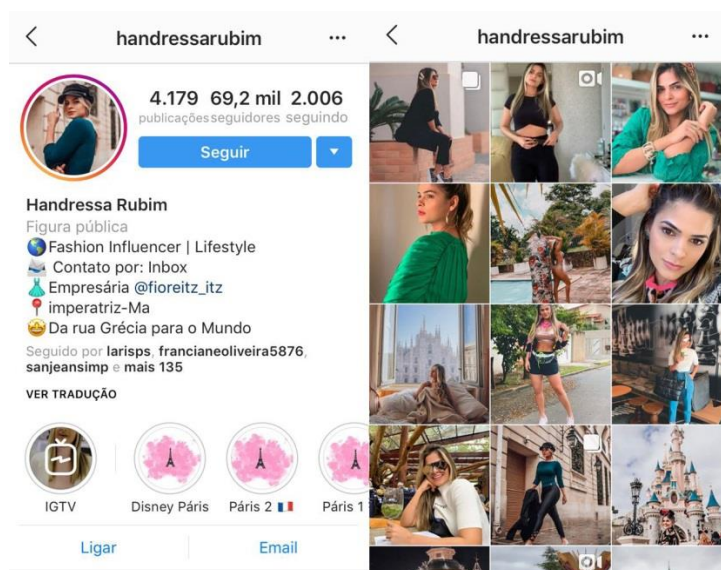 handressarubim
4.179 69,2 mil 2.006
publicações seguidores seguindo
Seguir
Handressa Rubim
Figura pública
Fashion Influencer | Lifestyle
Contato por: Inbox
Empresária @fioreitz_itz
imperatriz-Ma
Da rua Grécia para o Mundo
Seguido por larisps, francianeoliveira5876,
sanjeansimp e mais 135
VER TRADUÇÃO
IGTV
Disney Páris
Páris 2
Páris 1
Ligar
Email
handressarubim